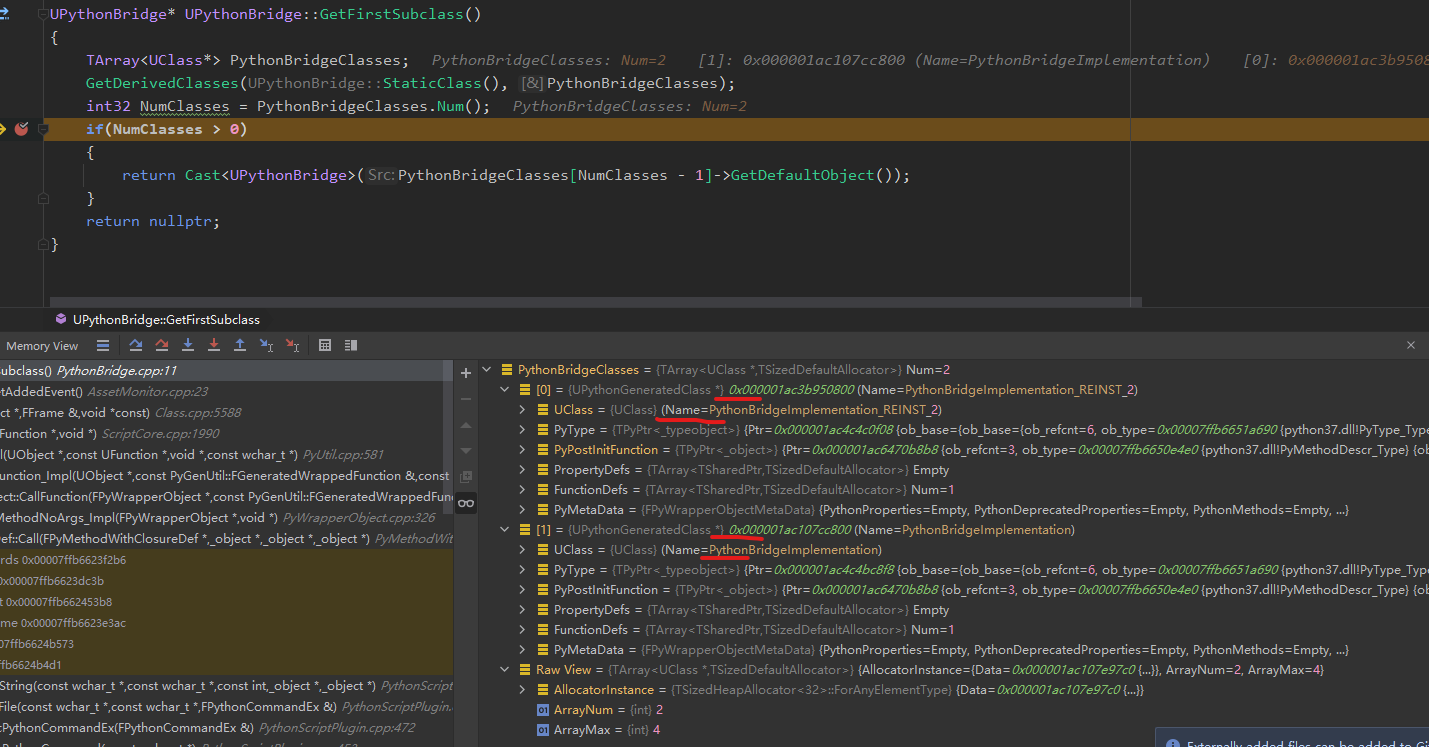 UPythonBridge* UPythonBridge::GetFirstSubclass()
{
TArray<UClass*> PythonBridgeClasses; PythonBridgeClasses: Num=2 [1]: 0x000001ac107cc800 (Name=PythonBridgeImplementation) [0]: 0x000001ac3b9508
GetDerivedClasses(UPythonBridge::StaticClass(), [&]PythonBridgeClasses);
int32 NumClasses = PythonBridgeClasses.Num(); PythonBridgeClasses: Num=2
if(NumClasses > 0)
{
return Cast<UPythonBridge>(Src:PythonBridgeClasses[NumClasses - 1]->GetDefaultObject());
}
return nullptr;
}
UPythonBridge::GetFirstSubclass
Memory View
ubclass() PythonBridge.cpp:11
etAddedEvent() AssetMonitor.cpp:23
ect *,FFrame &,void *const) Class.cpp:5588
Function *,void *) ScriptCore.cpp:1990
l(UObject *,const UFunction *,void *,const wchar_t *) PyUtil.cpp:581
unction_Impl(UObject *,const PyGenUtil::FGeneratedWrappedFunction &,const
ect::CallFunction(FPyWrapperObject *,const PyGenUtil::FGeneratedWrappedFunc
MethodNoArgs_Impl(FPyWrapperObject *,void *) PyWrapperObject.cpp:326
Def::Call(FPyMethodWithClosureDef *,_object *,_object *,_object *) PyMethodWit
rds 0x00007ffb6623f2b6
0x00007ffb6623dc3b
t 0x00007ffb662453b8
me 0x00007ffb6623e3ac
07ffb6624b573
ffb6624b4d1
String(const wchar_t *,const wchar_t *,const int,_object *,_object *) PythonScript
File(const wchar_t *,const wchar_t *,FPythonCommandEx &) PythonScriptPlugin.
cPythonCommandEx(FPythonCommandEx &) PythonScriptPlugin.cpp:472
PythonBridgeClasses = {TArray<UClass *,TSizedDefaultAllocator>} Num=2
[0] = {UPythonGeneratedClass *} 0x000001ac3b950800 (Name=PythonBridgeImplementation_REINST_2)
UClass = {UClass} (Name=PythonBridgeImplementation_REINST_2)
PyType = {TPyPtr<_typeobject>} {Ptr=0x000001ac4c4c0f08 {ob_base={ob_base={ob_refcnt=6, ob_type=0x00007ffb6651a690 {python37.dll!PyType_Type
PyPostInitFunction = {TPyPtr<_object>} {Ptr=0x000001ac6470b8b8 {ob_refcnt=3, ob_type=0x00007ffb6650e4e0 {python37.dll!PyMethodDescr_Type} {ob
PropertyDefs = {TArray<TSharedPtr,TSizedDefaultAllocator>} Empty
FunctionDefs = {TArray<TSharedPtr,TSizedDefaultAllocator>} Num=1
PyMetaData = {FPyWrapperObjectMetaData} {PythonProperties=Empty, PythonDeprecatedProperties=Empty, PythonMethods=Empty, ...}
[1] = {UPythonGeneratedClass *} 0x000001ac107cc800 (Name=PythonBridgeImplementation)
UClass = {UClass} (Name=PythonBridgeImplementation)
PyType = {TPyPtr<_typeobject>} {Ptr=0x000001ac4c4bc8f8 {ob_base={ob_base={ob_refcnt=6, ob_type=0x00007ffb6651a690 {python37.dll!PyType_Type
PyPostInitFunction = {TPyPtr<_object>} {Ptr=0x000001ac6470b8b8 {ob_refcnt=3, ob_type=0x00007ffb6650e4e0 {python37.dll!PyMethodDescr_Type} {ob
PropertyDefs = {TArray<TSharedPtr,TSizedDefaultAllocator>} Empty
FunctionDefs = {TArray<TSharedPtr,TSizedDefaultAllocator>} Num=1
PyMetaData = {FPyWrapperObjectMetaData} {PythonProperties=Empty, PythonDeprecatedProperties=Empty, PythonMethods=Empty, ...}
Raw View = {TArray<UClass *,TSizedDefaultAllocator>} {AllocatorInstance={Data=0x000001ac107e97c0 {...}}, ArrayNum=2, ArrayMax=4}
AllocatorInstance = {TSizedHeapAllocator<32>::ForAnyElementType} {Data=0x000001ac107e97c0 {...}}
01 ArrayNum = {int} 2
01 ArrayMax = {int} 4
Externally added files can be added to Gi